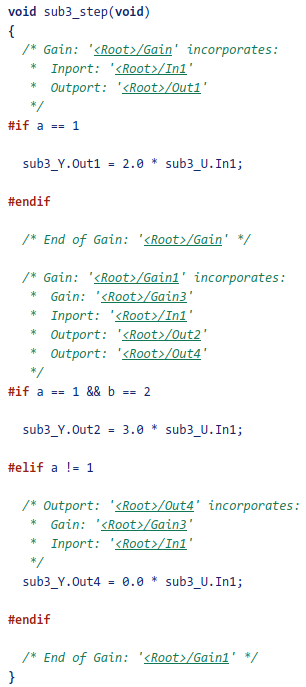 void sub3_step(void)
{
  /* Gain: '<Root>/Gain' incorporates:
   *  Inport: '<Root>/In1'
   *  Outport: '<Root>/Out1'
   */
#if a == 1

  sub3_Y.Out1 = 2.0 * sub3_U.In1;

#endif

  /* End of Gain: '<Root>/Gain' */

  /* Gain: '<Root>/Gain1' incorporates:
   *  Gain: '<Root>/Gain3'
   *  Inport: '<Root>/In1'
   *  Outport: '<Root>/Out2'
   *  Outport: '<Root>/Out4'
   */
#if a == 1 && b == 2

  sub3_Y.Out2 = 3.0 * sub3_U.In1;

#elif a != 1

  /* Outport: '<Root>/Out4' incorporates:
   *  Gain: '<Root>/Gain3'
   *  Inport: '<Root>/In1'
   */
  sub3_Y.Out4 = 0.0 * sub3_U.In1;

#endif

  /* End of Gain: '<Root>/Gain1' */
}